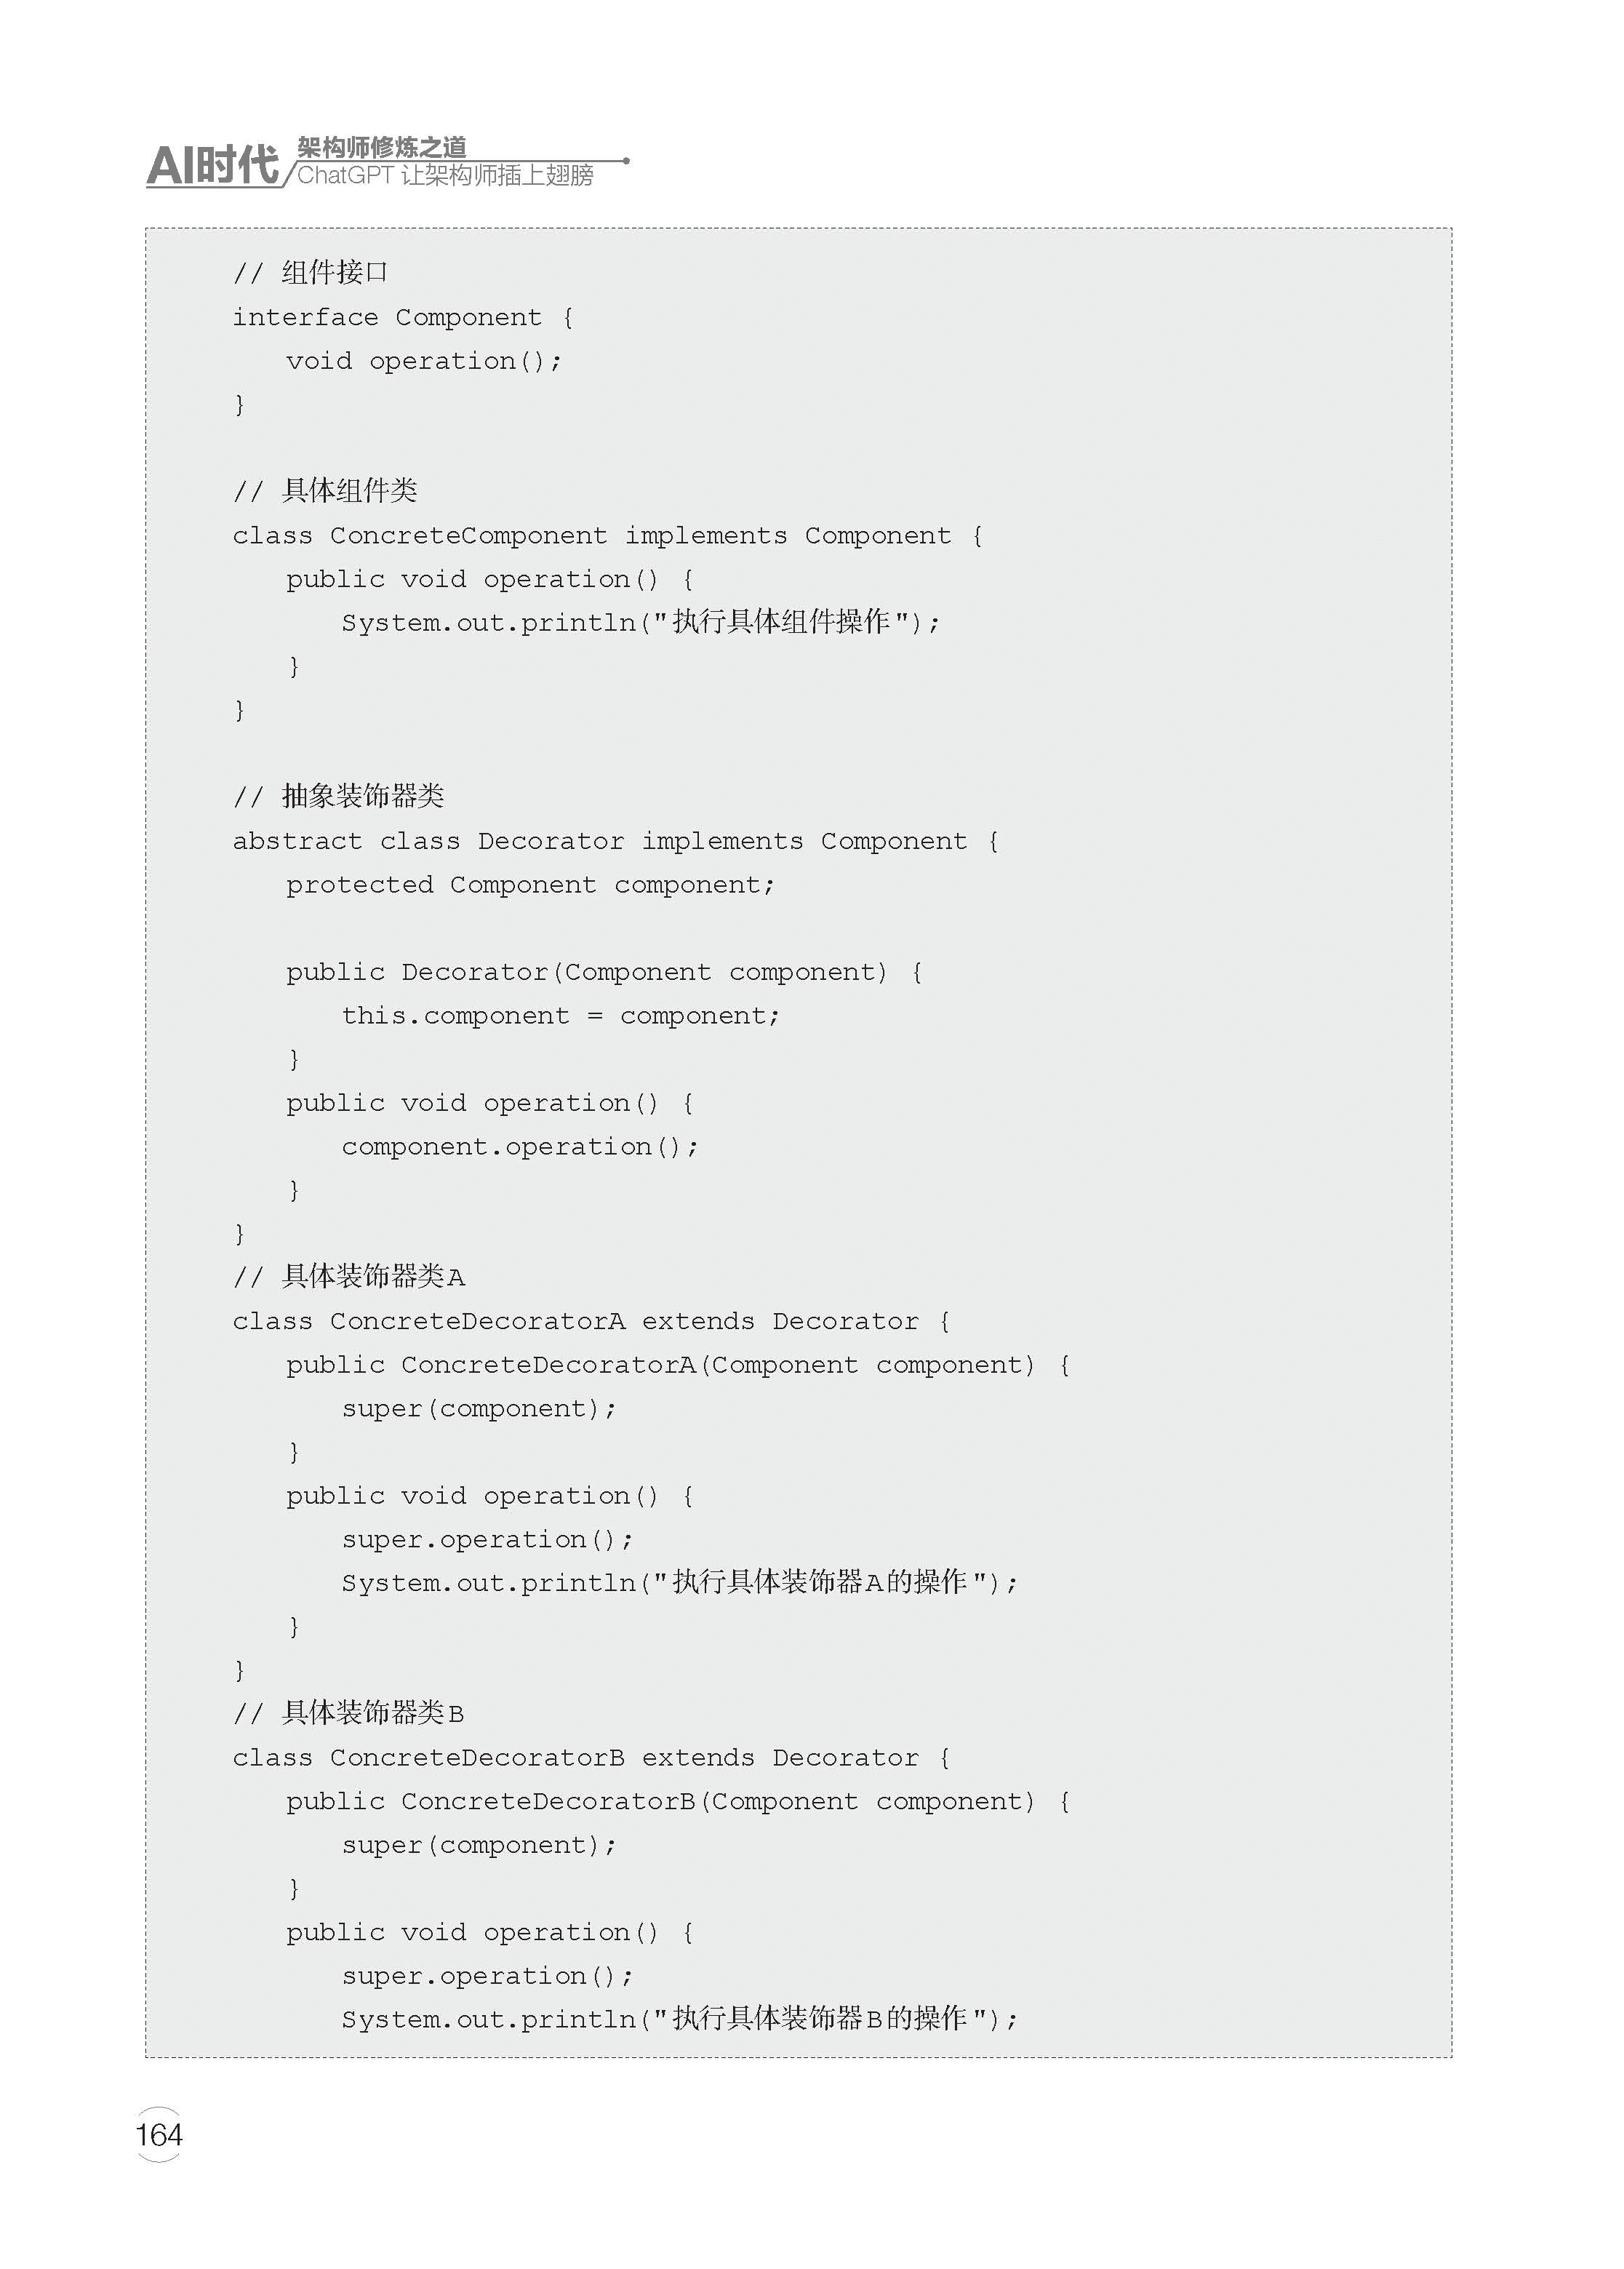 AI时代
架构师修炼之道
ChatGPT 让架构师插上翅膀
// 组件接口
interface Component {
    void operation();
}

// 具体组件类
class ConcreteComponent implements Component {
    public void operation() {
        System.out.println("执行具体组件操作");
    }
}

// 抽象装饰器类
abstract class Decorator implements Component {
    protected Component component;

    public Decorator(Component component) {
        this.component = component;
    }
    public void operation() {
        component.operation();
    }
}
// 具体装饰器类A
class ConcreteDecoratorA extends Decorator {
    public ConcreteDecoratorA(Component component) {
        super(component);
    }
    public void operation() {
        super.operation();
        System.out.println("执行具体装饰器A的操作");
    }
}
// 具体装饰器类B
class ConcreteDecoratorB extends Decorator {
    public ConcreteDecoratorB(Component component) {
        super(component);
    }
    public void operation() {
        super.operation();
        System.out.println("执行具体装饰器B的操作");
164